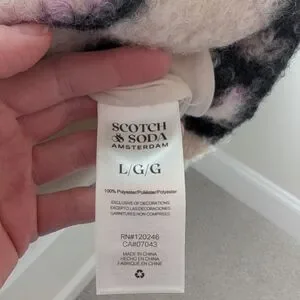 SCOTCH
& SODA
AMSTERDAM
L/G/G
100% Polyester/Poliéster/Polyester
EXCLUSIVE OF DECORATIONS
EXCEPTO LAS DECORACIONES
GARNITURES NON COMPRISES
RN#120246
CA#07043
MADE IN CHINA
HECHO EN CHINA
FABRIQUÉ EN CHINE